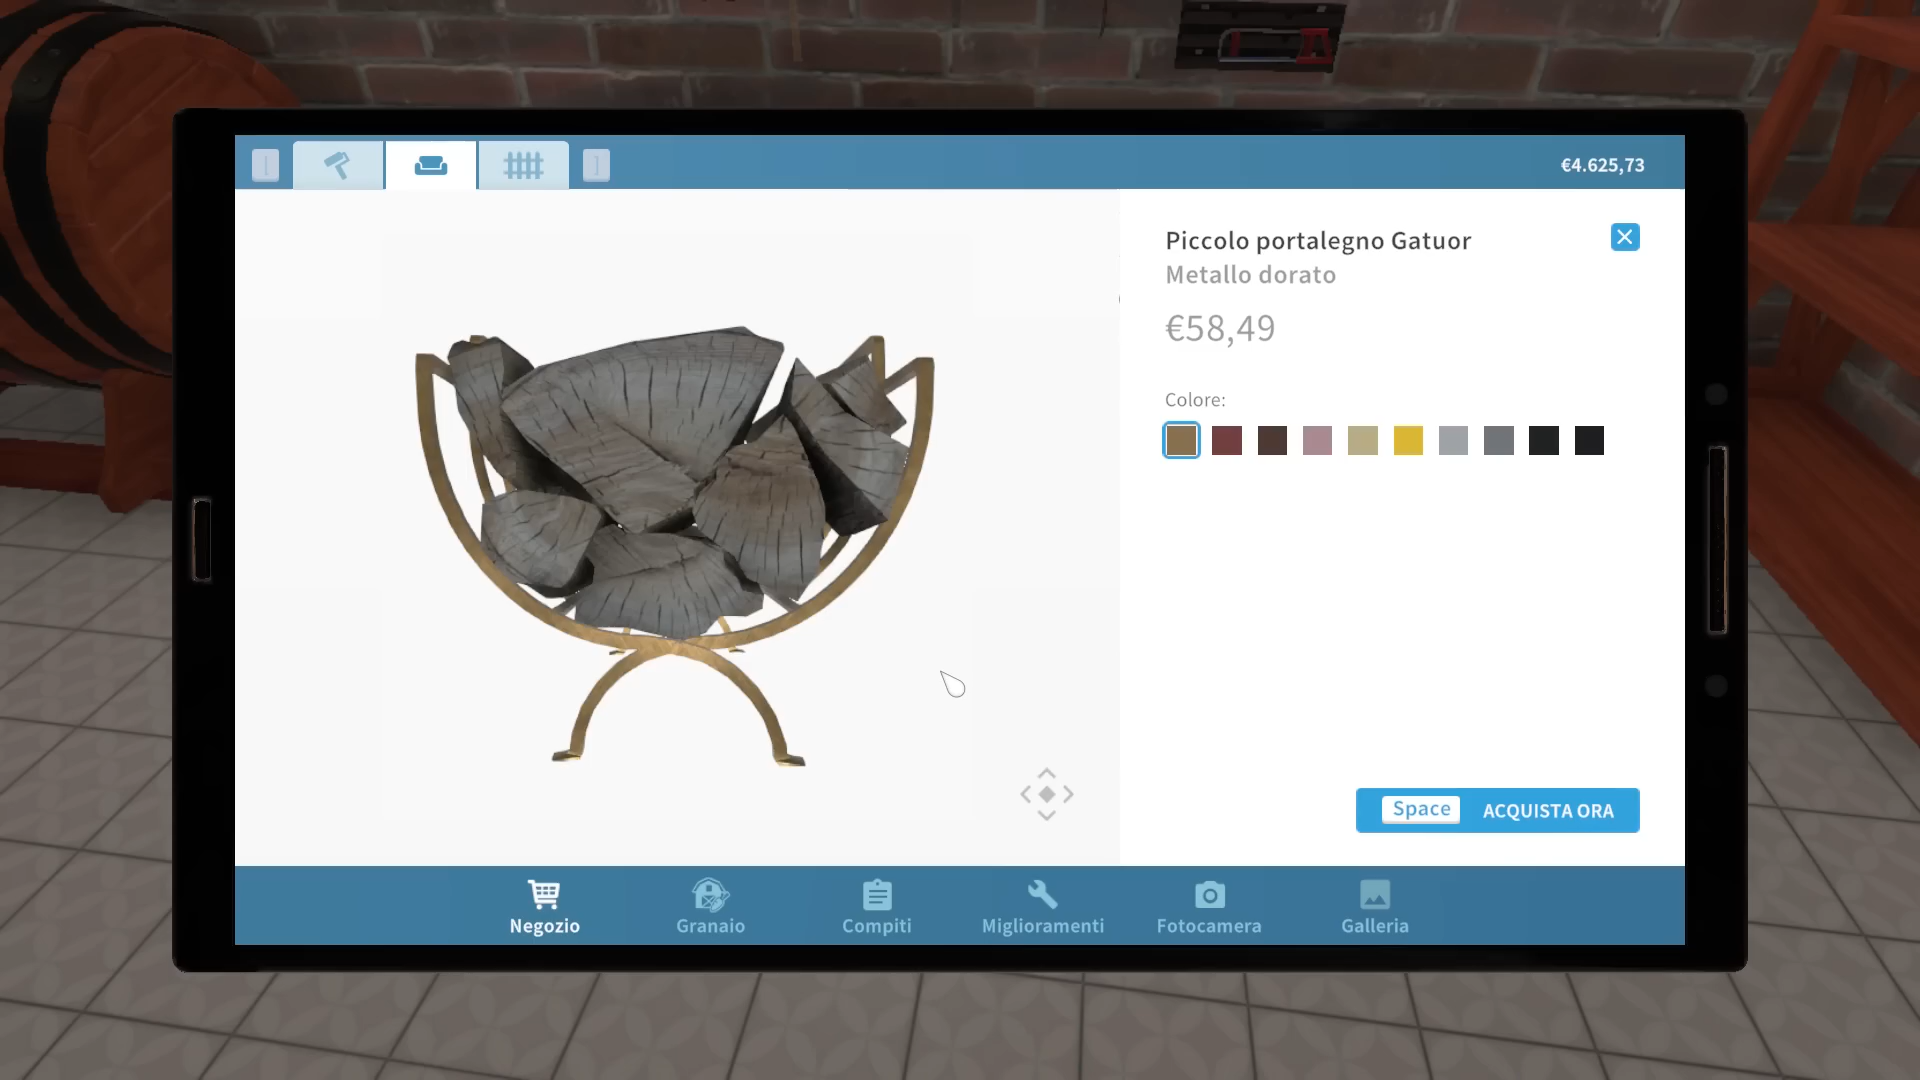 €4.625,73
Piccolo portalegno Gatuor
Metallo dorato
€58,49
Colore:
Space ACQUISTA ORA
Negozio Granaio Compiti Miglioramenti Fotocamera Galleria